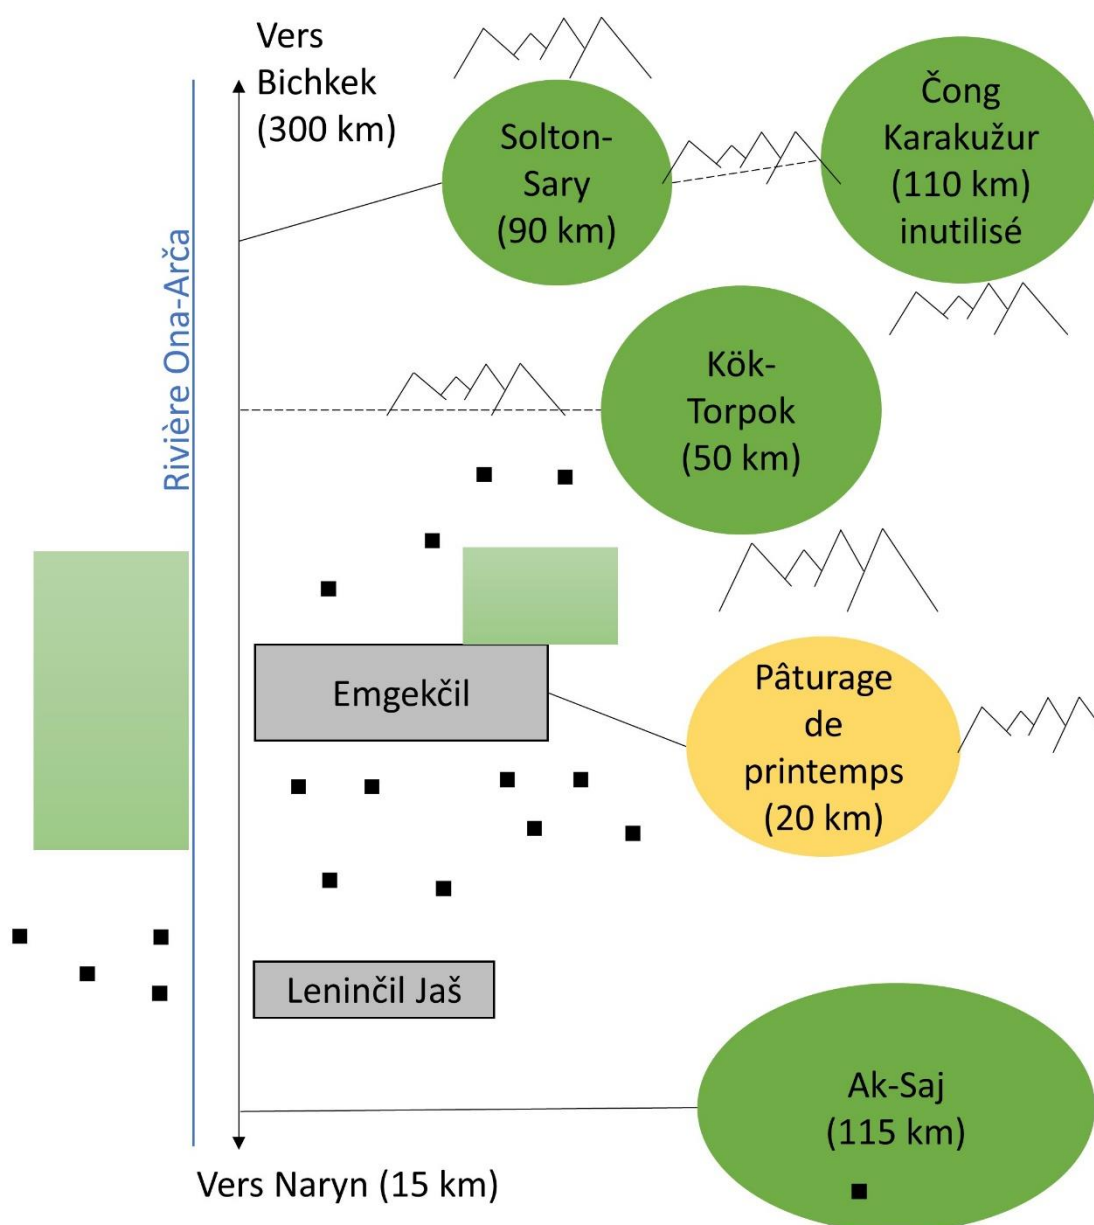 Vers
Bichkek
(300 km)
Solton-
Sary
(90 km)
Čong
Karakužur
(110 km)
inutilisé
Rivière Ona-Arča
Kök-
Torpok
(50 km)
Emgekčil
Pâturage
de
printemps
(20 km)
Leninčil Jaš
Ak-Saj
(115 km)
Vers Naryn (15 km)